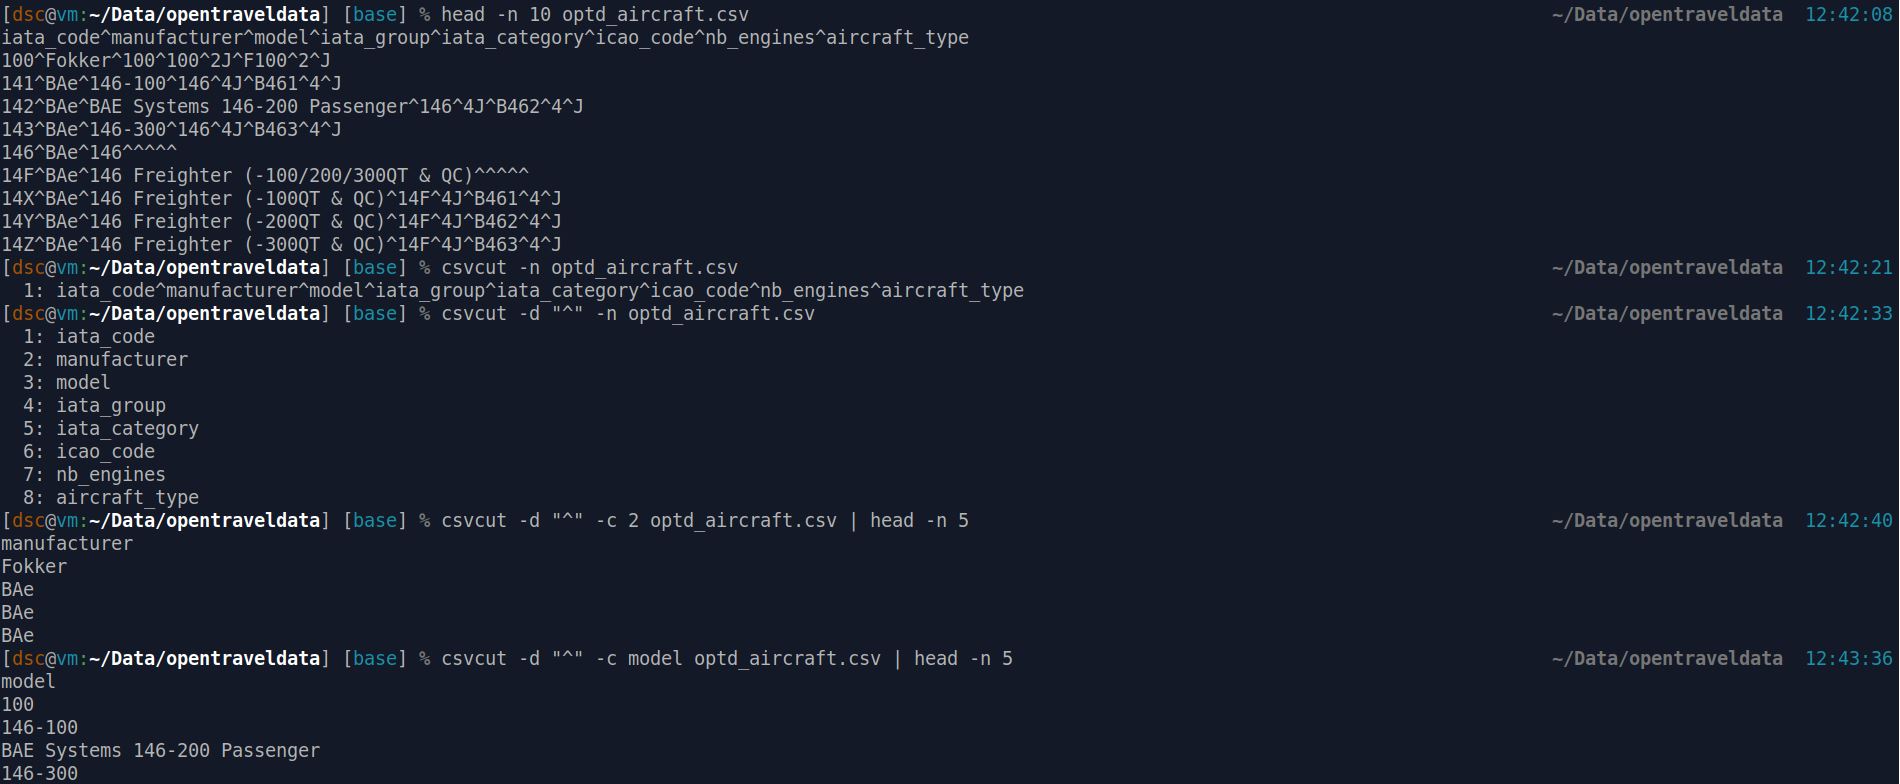 [dsc@vm:~/Data/opentraveldata] [base] % head -n 10 optd_aircraft.csv ~/Data/opentraveldata 12:42:08
iata_code^manufacturer^model^iata_group^iata_category^icao_code^nb_engines^aircraft_type
100^Fokker^100^100^2J^F100^2^J
141^BAe^146-100^146^4J^B461^4^J
142^BAe^BAE Systems 146-200 Passenger^146^4J^B462^4^J
143^BAe^146-300^146^4J^B463^4^J
146^BAe^146^^^^^
14F^BAe^146 Freighter (-100/200/300QT & QC)^^^^^
14X^BAe^146 Freighter (-100QT & QC)^14F^4J^B461^4^J
14Y^BAe^146 Freighter (-200QT & QC)^14F^4J^B462^4^J
14Z^BAe^146 Freighter (-300QT & QC)^14F^4J^B463^4^J
[dsc@vm:~/Data/opentraveldata] [base] % csvcut -n optd_aircraft.csv ~/Data/opentraveldata 12:42:21
1: iata_code^manufacturer^model^iata_group^iata_category^icao_code^nb_engines^aircraft_type
[dsc@vm:~/Data/opentraveldata] [base] % csvcut -d "^" -n optd_aircraft.csv ~/Data/opentraveldata 12:42:33
1: iata_code
2: manufacturer
3: model
4: iata_group
5: iata_category
6: icao_code
7: nb_engines
8: aircraft_type
[dsc@vm:~/Data/opentraveldata] [base] % csvcut -d "^" -c 2 optd_aircraft.csv | head -n 5 ~/Data/opentraveldata 12:42:40
manufacturer
Fokker
BAe
BAe
BAe
[dsc@vm:~/Data/opentraveldata] [base] % csvcut -d "^" -c model optd_aircraft.csv | head -n 5 ~/Data/opentraveldata 12:43:36
model
100
146-100
BAE Systems 146-200 Passenger
146-300